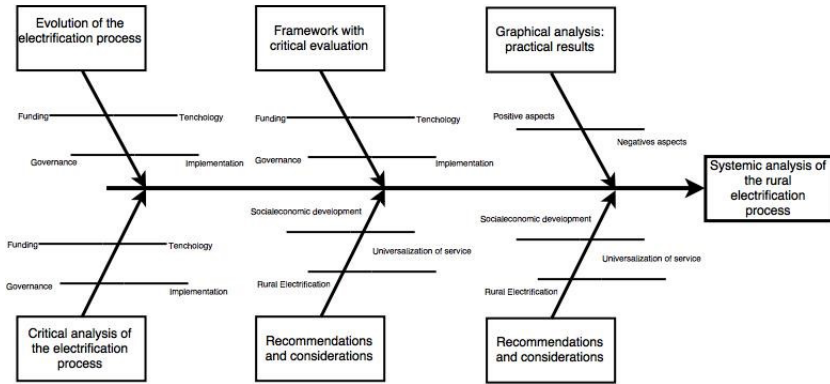 Evolution of the
electrification process
Framework with
critical evaluation
Graphical analysis:
practical results
Funding
Tenchology
Governance
Implementation
Funding
Tenchology
Governance
Implementation
Positive aspects
Negatives aspects
Systemic analysis of
the rural
electrification
process
Funding
Tenchology
Governance
Implementation
Socialeconomic development
Universalization of service
Rural Electrification
Socialeconomic development
Universalization of service
Rural Electrification
Critical analysis of
the electrification
process
Recommendations
and considerations
Recommendations
and considerations